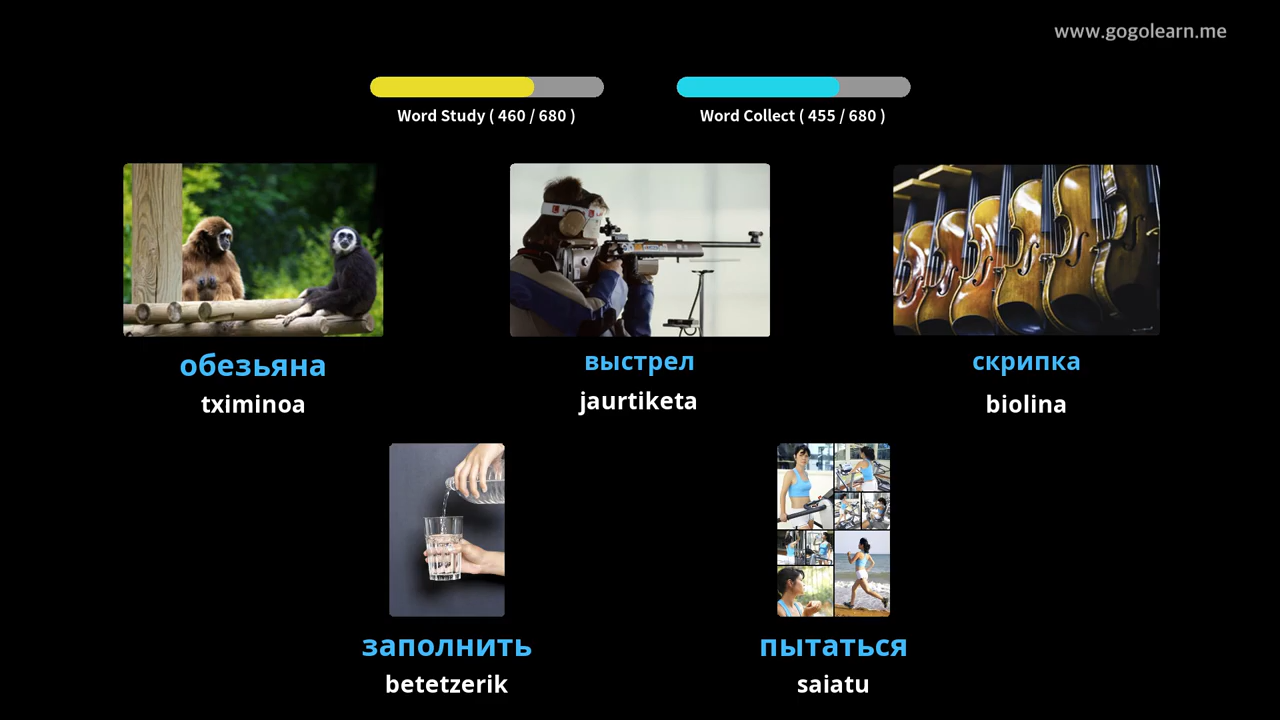 www.gogolearn.me
Word Study ( 460 / 680 )
Word Collect ( 455 / 680 )
обезьяна
tximinoa
выстрел
jaurtiketa
скрипка
biolina
заполнить
betetzerik
пытаться
saiatu